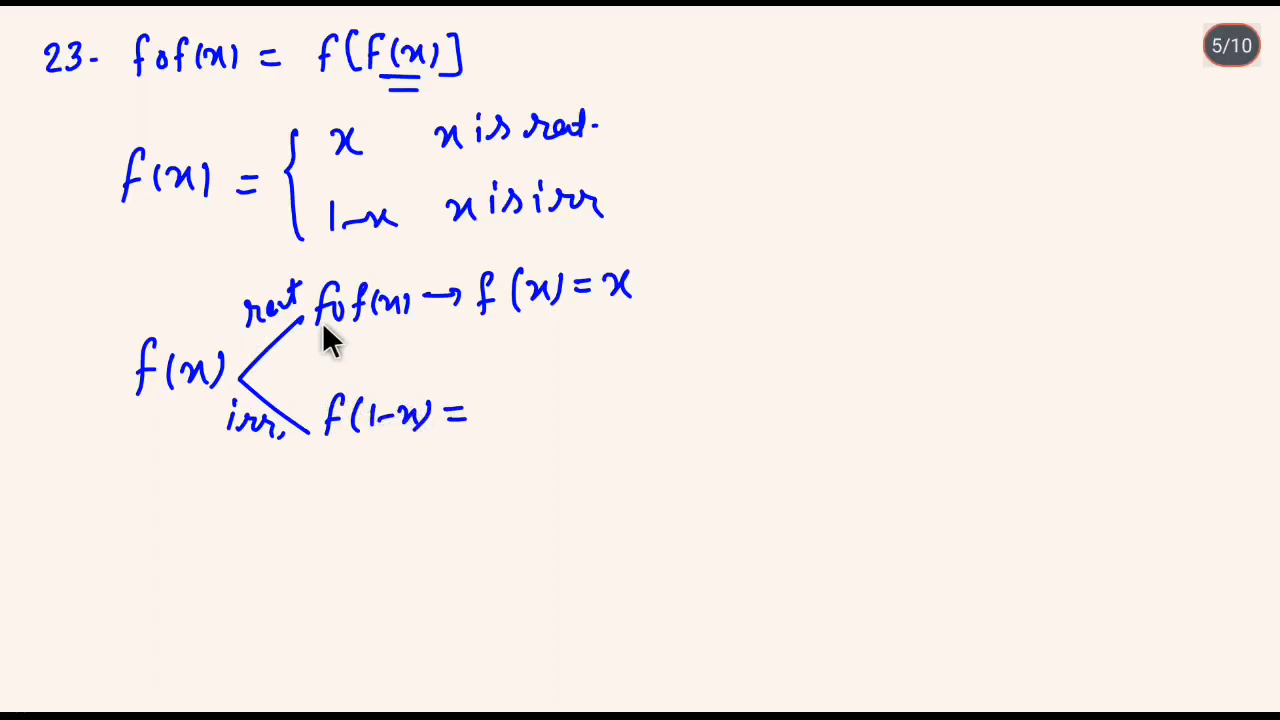 5/10
23. fof(x) = f[f(x)]
f(x) = { x x is rat.
1-x x is irr
rat fof(x) → f(x) = x
f(x)
irr. f(1-x) =